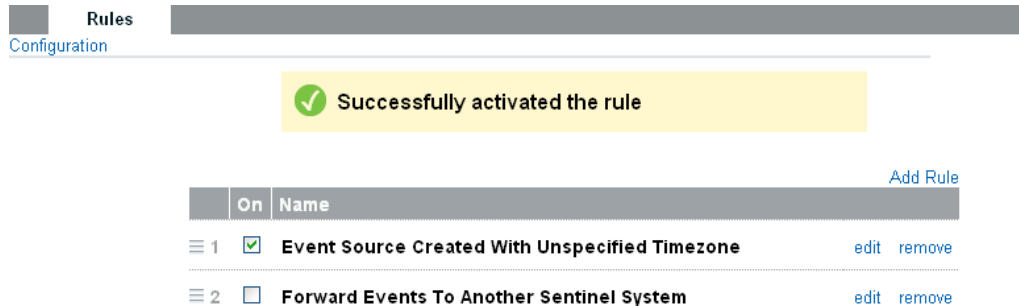 Rules
Configuration
Successfully activated the rule
Add Rule
On Name
1 Event Source Created With Unspecified Timezone edit remove
2 Forward Events To Another Sentinel System edit remove